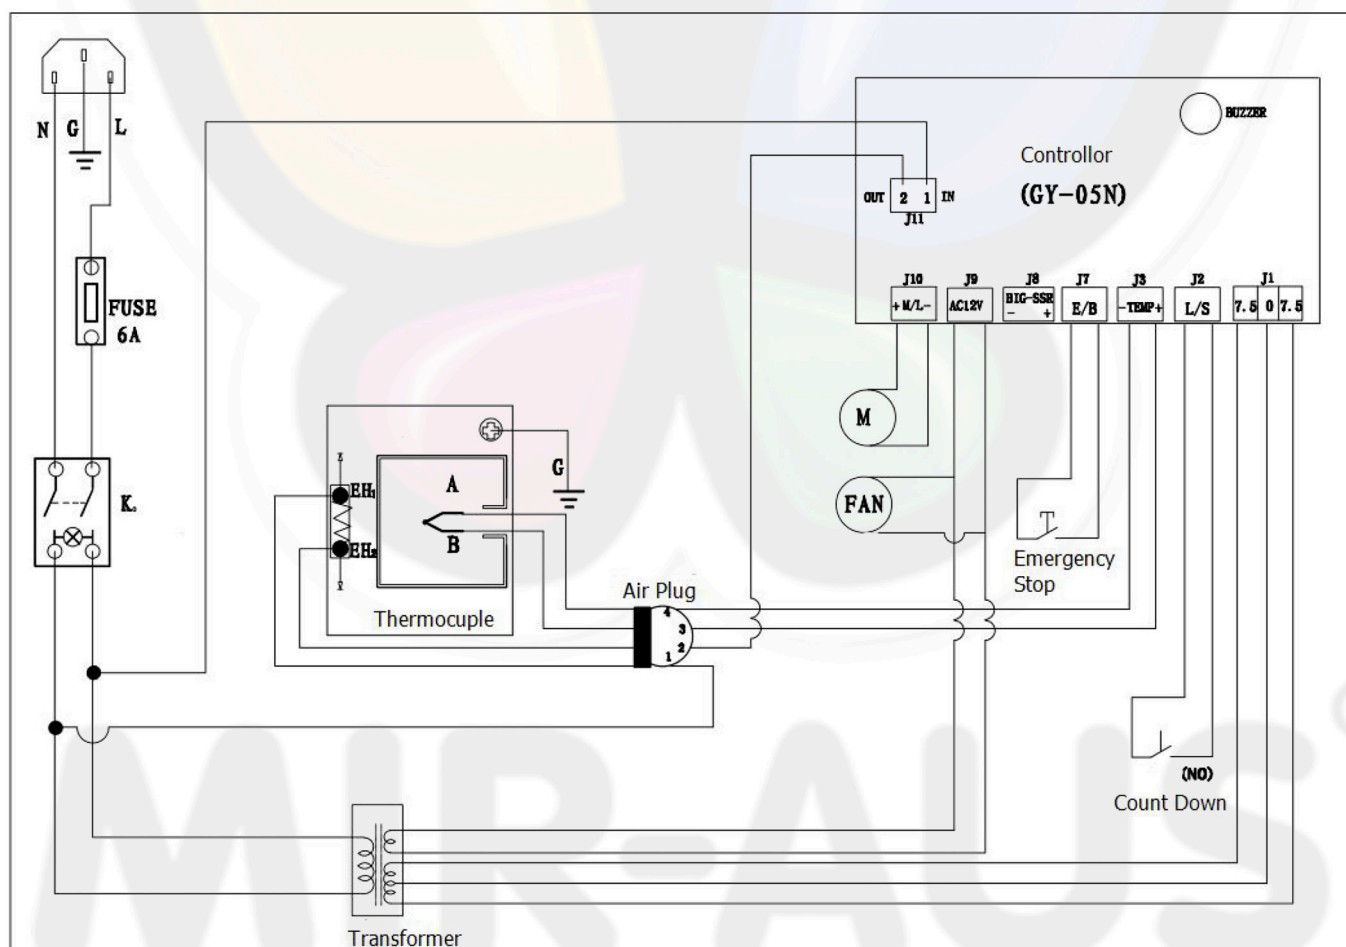 N G L
FUSE
6A
K.
BUZZER
Controllor
(GY-05N)
OUT 2 1 IN
J11
J10 J9 J8 J7 J3 J2 J1
+M/L- AC12V BIG-SSR - + E/B -TEMP+ L/S 7.5 0 7.5
M
FAN
Emergency
Stop
EH1
EH2
A
B
G
Thermocuple
Air Plug
4
3
2
1
(NO)
Count Down
Transformer
MIR-AUS